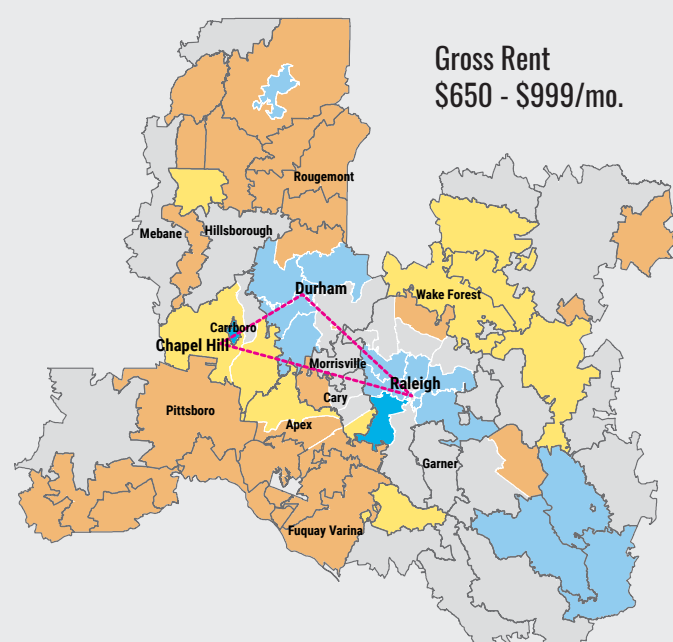 Gross Rent
$650 - $999/mo.
Rougemont
Mebane
Hillsborough
Durham
Wake Forest
Carrboro
Chapel Hill
Morrisville
Raleigh
Cary
Pittsboro
Apex
Garner
Fuquay Varina